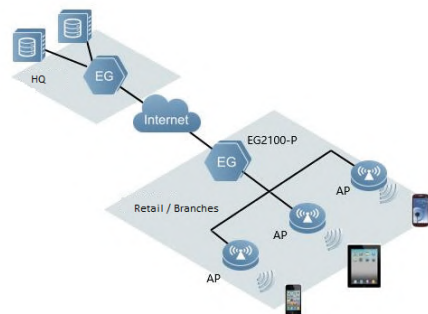 EG
HQ
Internet
EG2100-P
EG
AP
Retail / Branches
AP
AP